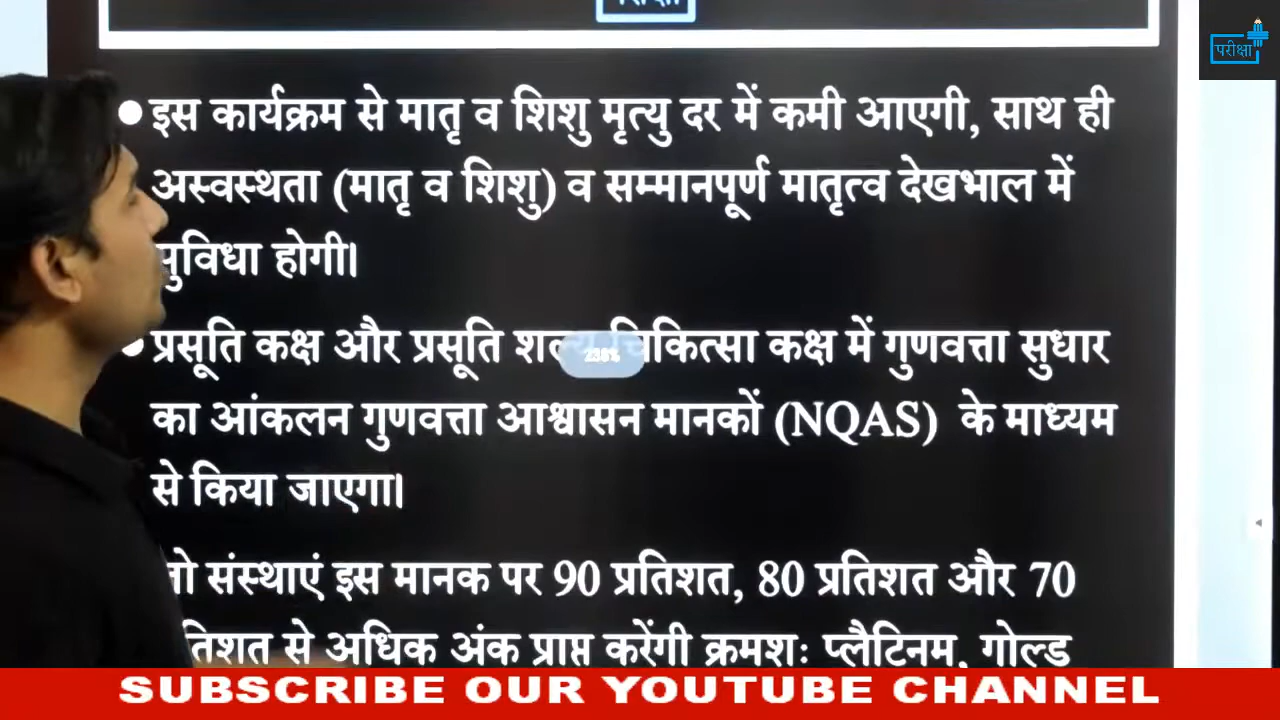 परीक्षा
इस कार्यक्रम से मातृ व शिशु मृत्यु दर में कमी आएगी, साथ ही
अस्वस्थता (मातृ व शिशु) व सम्मानपूर्ण मातृत्व देखभाल में
सुविधा होगी।
प्रसूति कक्ष और प्रसूति शल्य चिकित्सा कक्ष में गुणवत्ता सुधार
का आंकलन गुणवत्ता आश्वासन मानकों (NQAS) के माध्यम
से किया जाएगा।
जो संस्थाएं इस मानक पर 90 प्रतिशत, 80 प्रतिशत और 70
प्रतिशत से अधिक अंक प्राप्त करेंगी क्रमशः प्लैटिनम, गोल्ड
SUBSCRIBE OUR YOUTUBE CHANNEL